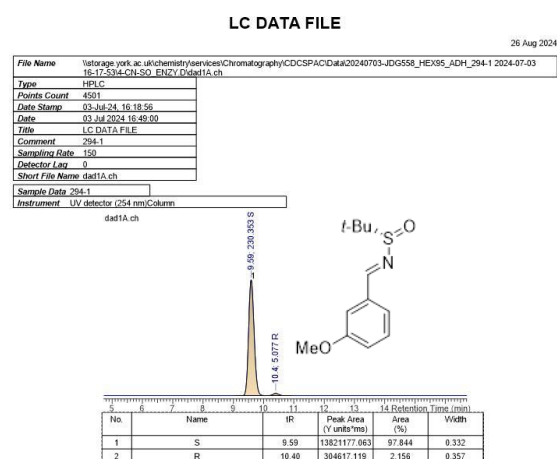 LC DATA FILE
26 Aug 2024
File Name \\storage.york.ac.uk\chemistry\services\Chromatography\CDCSPAC\Data\20240703-JDG558_HEX95_ADH_294-1 2024-07-03
16-17-53\4-CN-SO_ENZY.D\dad1A.ch
Type HPLC
Points Count 4501
Date Stamp 03-Jul-24, 16:18:56
Date 03 Jul 2024 16:49:00
Title LC DATA FILE
Comment 294-1
Sampling Rate 150
Detector Lag 0
Short File Name dad1A.ch
Sample Data 294-1
Instrument UV detector (254 nm)Column
dad1A.ch
9.59; 230.353 S
10.4; 5.077 R
t-Bu
S
O
N
MeO
5 6 7 8 9 10 11 12 13 14 Retention Time (min)
No. Name tR Peak Area (Y units*ms) Area (%) Width
1 S 9.59 13821177.063 97.844 0.332
2 R 10.40 304617.119 2.156 0.357